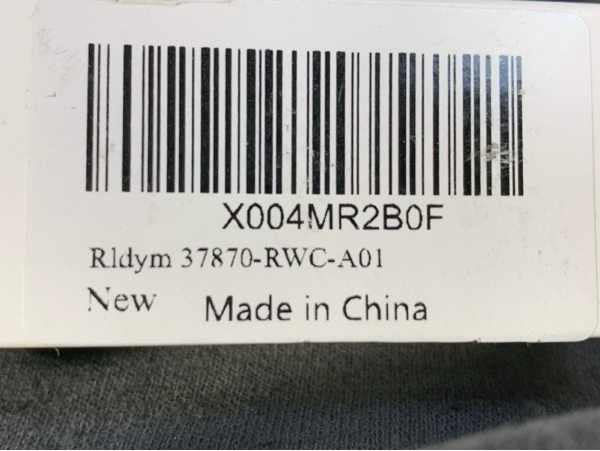 X004MR2B0F
Rldym 37870-RWC-A01
New Made in China